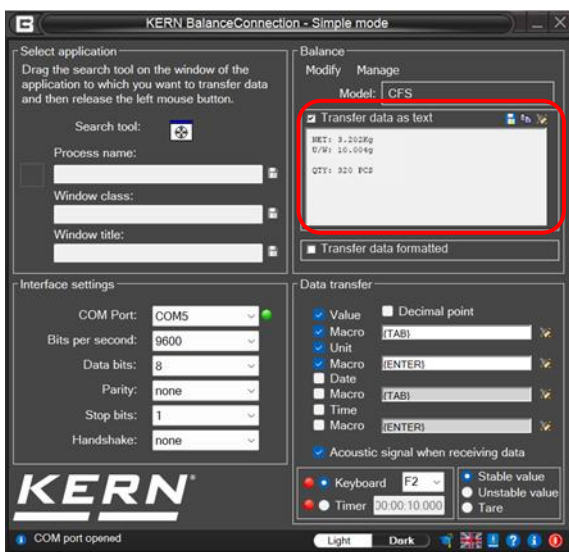 KERN BalanceConnection - Simple mode
Select application
Drag the search tool on the window of the
application to which you want to transfer data
and then release the left mouse button.
Search tool:
Process name:
Window class:
Window title:
Balance
Modify Manage
Model: CFS
Transfer data as text
NET: 3.202Kg
U/W: 10.004g
QTY: 320 PCS
Transfer data formatted
Interface settings
COM Port: COM5
Bits per second: 9600
Data bits: 8
Parity: none
Stop bits: 1
Handshake: none
KERN
Data transfer
Value Decimal point
Macro {TAB}
Unit
Macro {ENTER}
Date
Macro {TAB}
Time
Macro {ENTER}
Acoustic signal when receiving data
Keyboard F2
Timer 00:00:10.000
Stable value
Unstable value
Tare
COM port opened
Light Dark